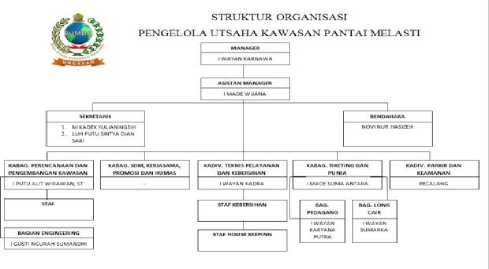 STRUKTUR ORGANISASI
PENGELOLA UTSAHA KAWASAN PANTAI MELASTI
MANAGER
I WAYAN KARNAWA
ASISTAN MANAGER
I MADE WIJANA
SEKRETARIS
1. NI KADEK YULIANINGSIH
2. LUH PUTU SINTYA DIAN
SARI
BENDAHARA
NOVI NUR
KABAG. PERENCANAAN DAN
PENGEMBANGAN KAWASAN
I PUTU ALIT WIRAWAN, ST
STAF
BAGIAN ENGINEERING
I GUSTI NGURAH SUMANDHI
KABAG. SDM, KERJASAMA,
PROMOSI DAN HUMAS
-
KADIV. TEKNIS PELAYANAN
DAN KEBERSIHAN
I WAYAN KADRA
STAF KEBERSIHAN
STAF HOUSE KEEPING
KABAG. TIKETING DAN
PUNIA
I MADE SUMA ANTARA
BAG.
PEDAGANG
I WAYAN
KARYANA
PUTRA
BAG. LONG
CAIR
I WAYAN
SUMARKA
KADIV. PARKIR DAN
KEAMANAN
PECALANG